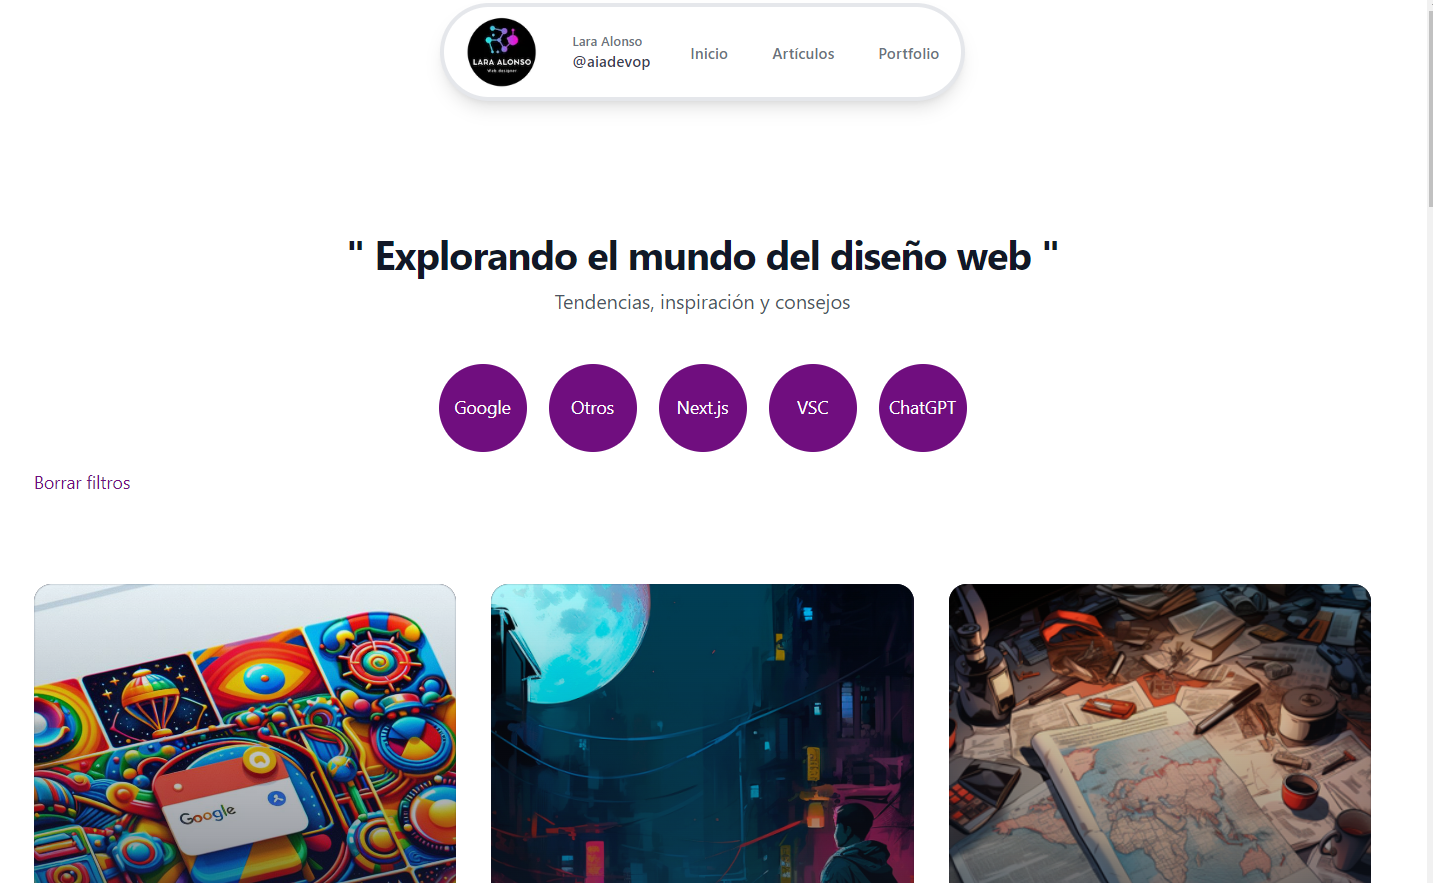 LARA ALONSO
Web designer
Lara Alonso
@aiadevop
Inicio
Artículos
Portfolio
" Explorando el mundo del diseño web "
Tendencias, inspiración y consejos
Google
Otros
Next.js
VSC
ChatGPT
Borrar filtros
Google